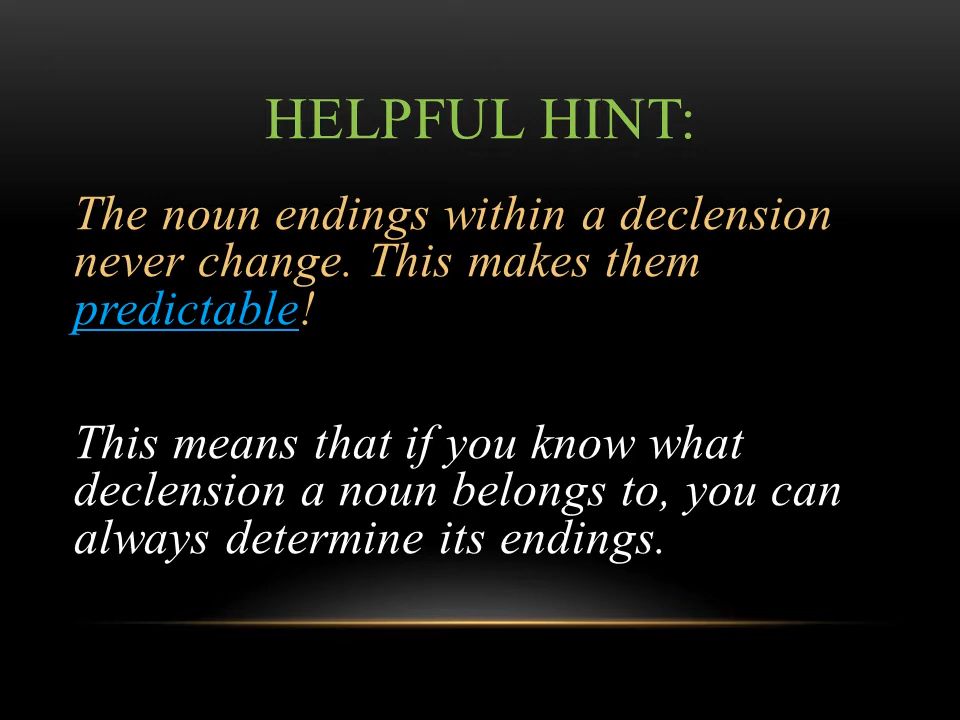 HELPFUL HINT:
The noun endings within a declension
never change. This makes them
predictable!
This means that if you know what
declension a noun belongs to, you can
always determine its endings.